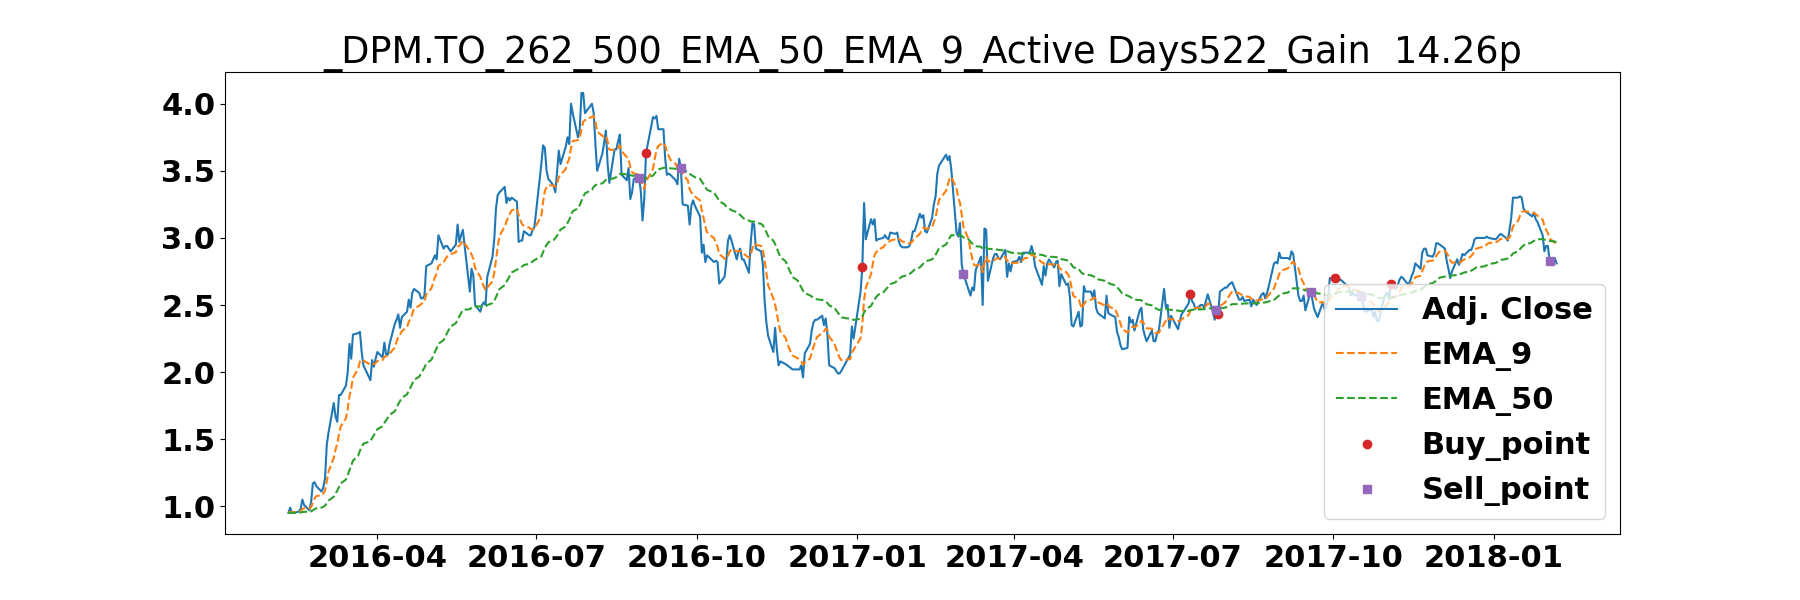 _DPM.TO_262_500_EMA_50_EMA_9_Active Days522_Gain  14.26p
4.0
3.5
3.0
2.5
2.0
1.5
1.0
Adj. Close
EMA_9
EMA_50
Buy_point
Sell_point
2016-04 2016-07 2016-10 2017-01 2017-04 2017-07 2017-10 2018-01